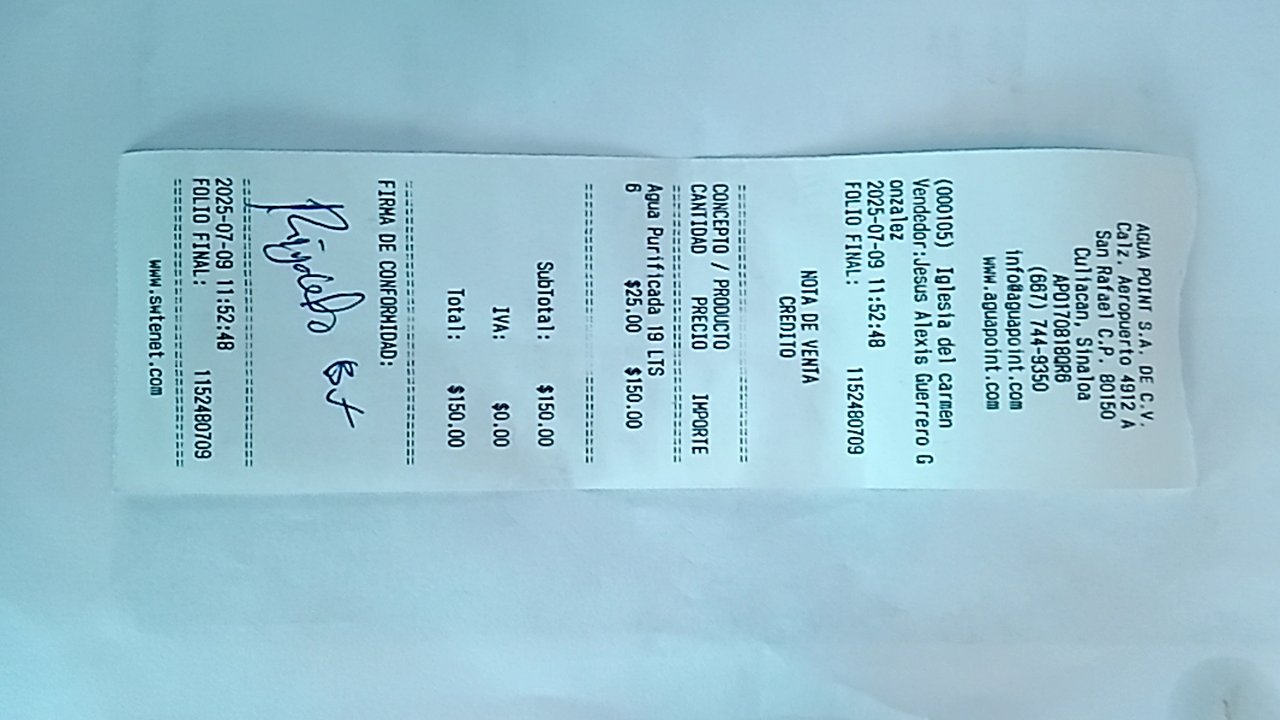 AGUA POINT S.A. DE C.V.
Calz. Aeropuerto 4912 A
San Rafael C.P. 80150
Culiacan, Sinaloa
APO170818QR6
(667) 744-9350
info@aguapoint.com
www.aguapoint.com
(000105) Iglesia del carmen
Vendedor:Jesus Alexis Guerrero G
onzalez
2025-07-09 11:52:48
FOLIO FINAL: 1152480709
NOTA DE VENTA
CREDITO
================================
CONCEPTO / PRODUCTO
CANTIDAD PRECIO IMPORTE
================================
Agua Purificada 19 LTS
6 $25.00 $150.00
================================
SubTotal: $150.00
IVA: $0.00
Total: $150.00
================================
FIRMA DE CONFORMIDAD:
================================
2025-07-09 11:52:48
FOLIO FINAL: 1152480709
================================
www.swtenet.com